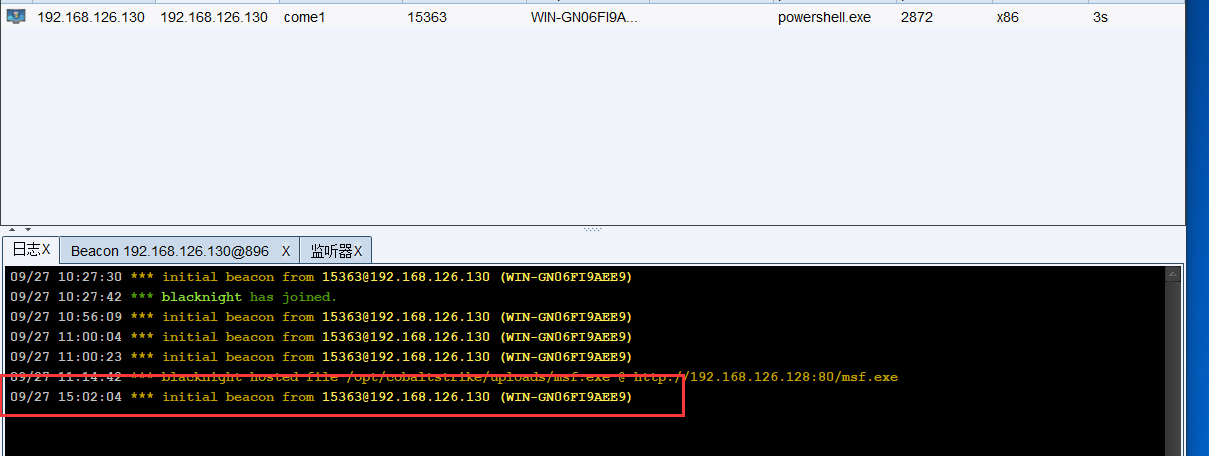 192.168.126.130 192.168.126.130 come1 15363 WIN-GN06FI9A... powershell.exe 2872 x86 3s
日志X Beacon 192.168.126.130@896 X 监听器X
09/27 10:27:30 *** initial beacon from 15363@192.168.126.130 (WIN-GN06FI9AEE9)
09/27 10:27:42 *** blacknight has joined.
09/27 10:56:09 *** initial beacon from 15363@192.168.126.130 (WIN-GN06FI9AEE9)
09/27 11:00:04 *** initial beacon from 15363@192.168.126.130 (WIN-GN06FI9AEE9)
09/27 11:00:23 *** initial beacon from 15363@192.168.126.130 (WIN-GN06FI9AEE9)
09/27 11:14:42 *** blacknight hosted file /opt/cobaltstrike/uploads/msf.exe @ http://192.168.126.128:80/msf.exe
09/27 15:02:04 *** initial beacon from 15363@192.168.126.130 (WIN-GN06FI9AEE9)